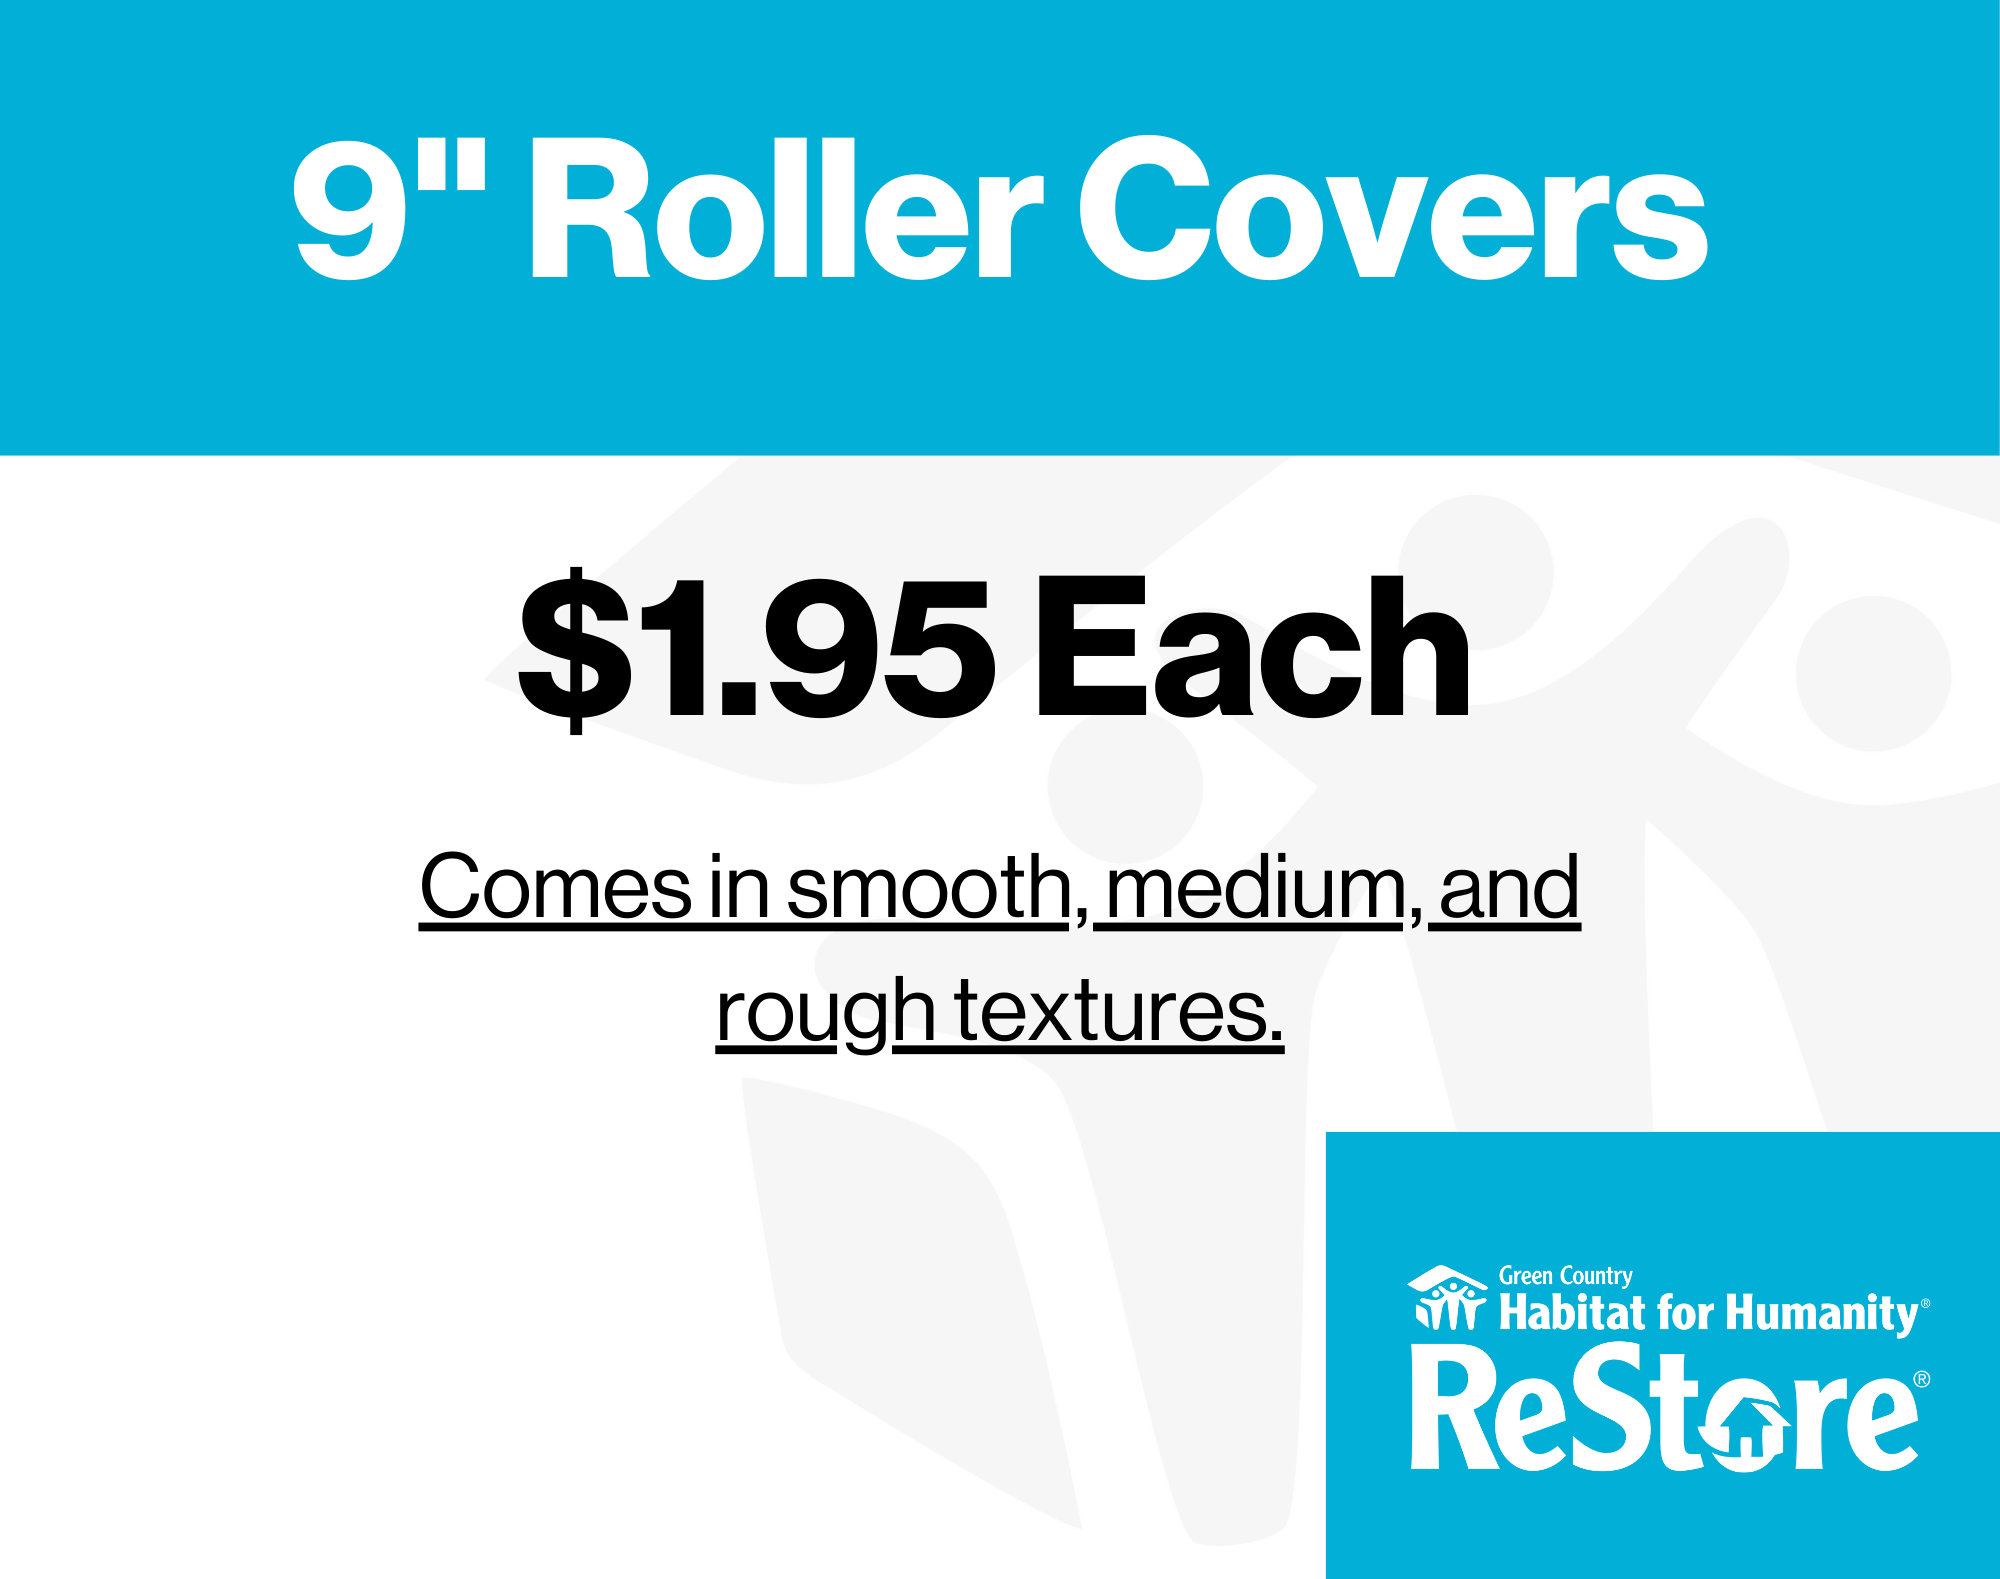 9" Roller Covers
$1.95 Each
Comes in smooth, medium, and
rough textures.
Green Country
Habitat for Humanity®
ReStore®